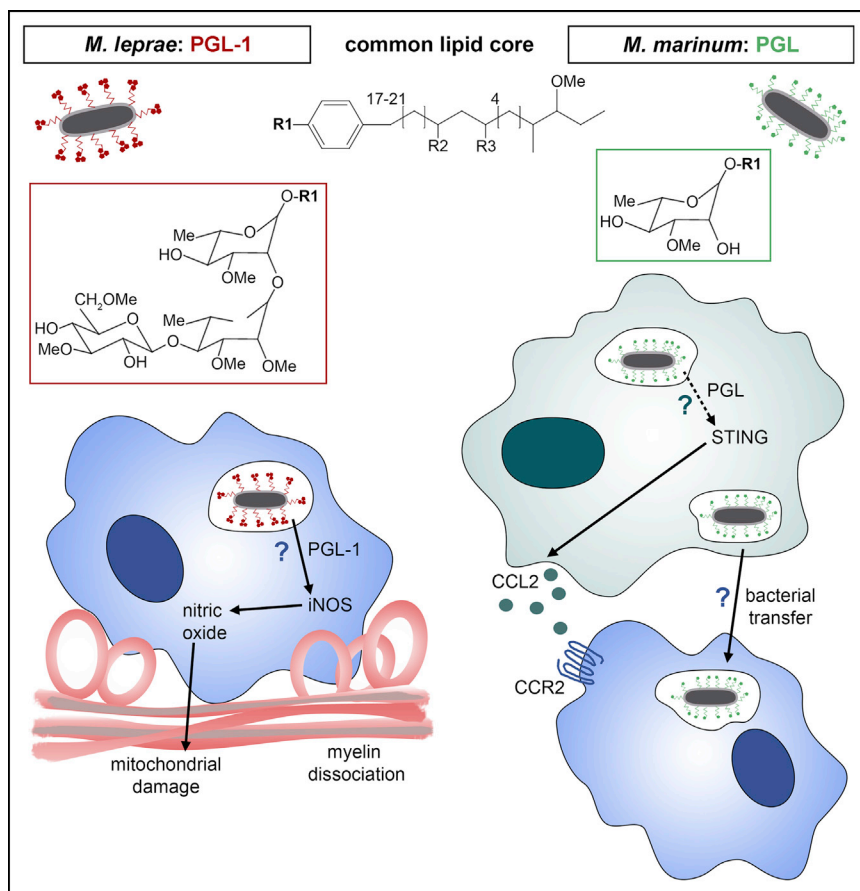 M. leprae: PGL-1
common lipid core
M. marinum: PGL
17-21
4
OMe
R1
R2
R3
O-R1
Me
O
HO
OMe
O
CH2OMe
Me
HO
O
O
MeO
OH
OMe
OMe
O-R1
Me
O
HO
OMe
OH
? PGL-1
iNOS
nitric
oxide
mitochondrial
damage
myelin
dissociation
PGL
?
STING
CCL2
CCR2
? bacterial
transfer